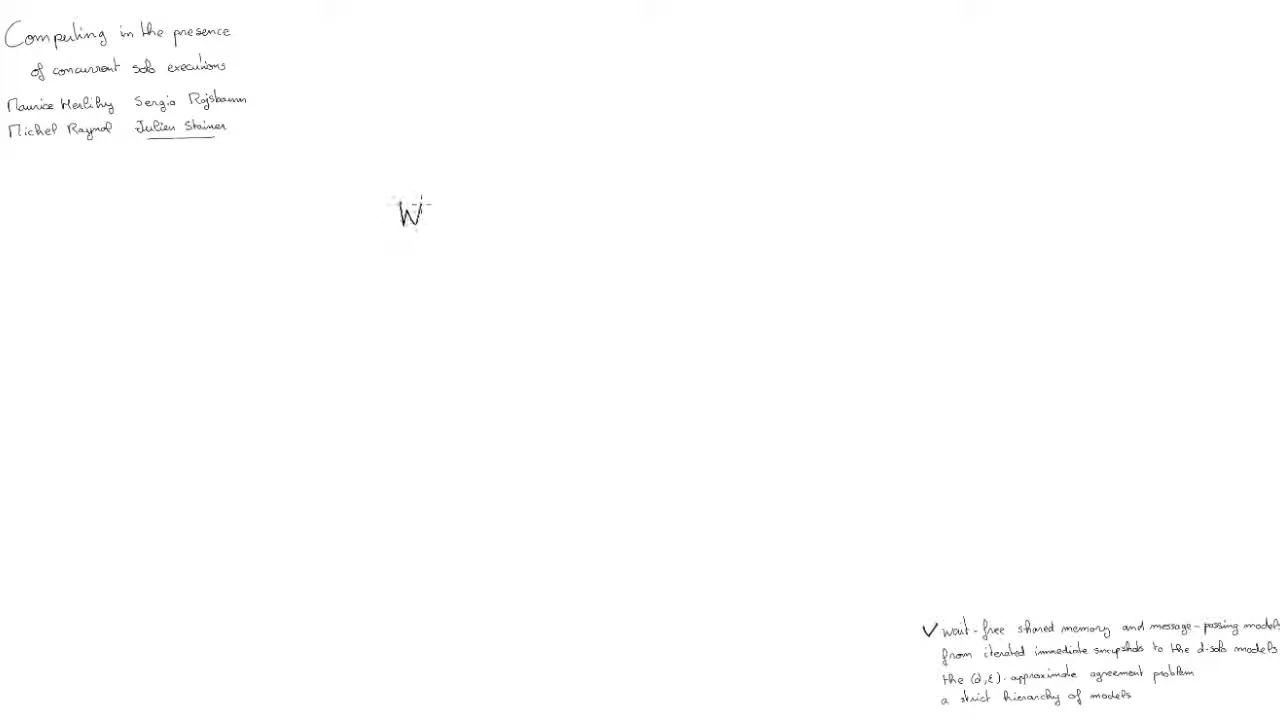 Computing in the presence
of concurrent solo executions
Maurice Herlihy Sergio Rajsbaum
Michel Raynal Julien Stainer
W
✓ wait-free shared memory and message-passing models
from iterated immediate snapshots to the d-solo models
the (d,ε)-approximate agreement problem
a strict hierarchy of models